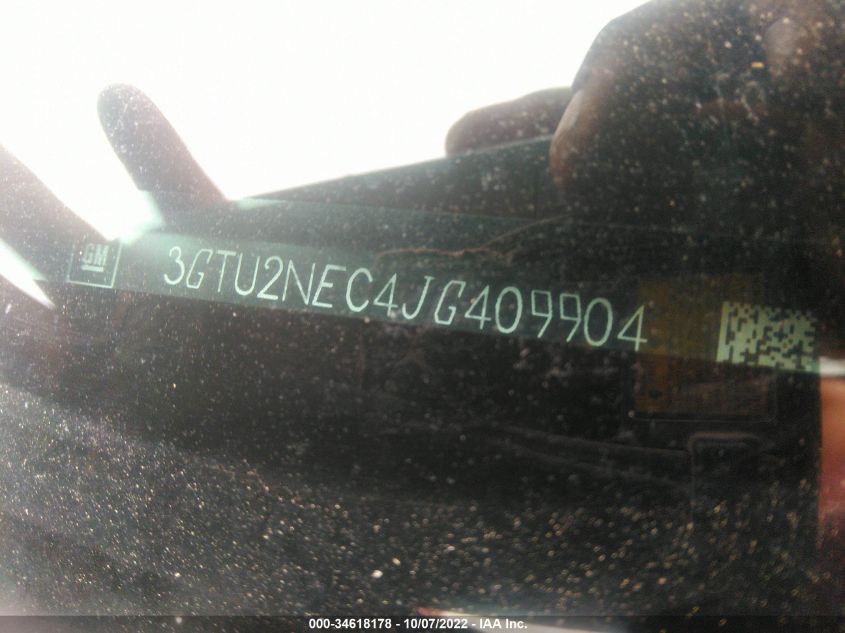 GM
3GTU2NEC4JG409904
000-34618178 - 10/07/2022 - IAA Inc.